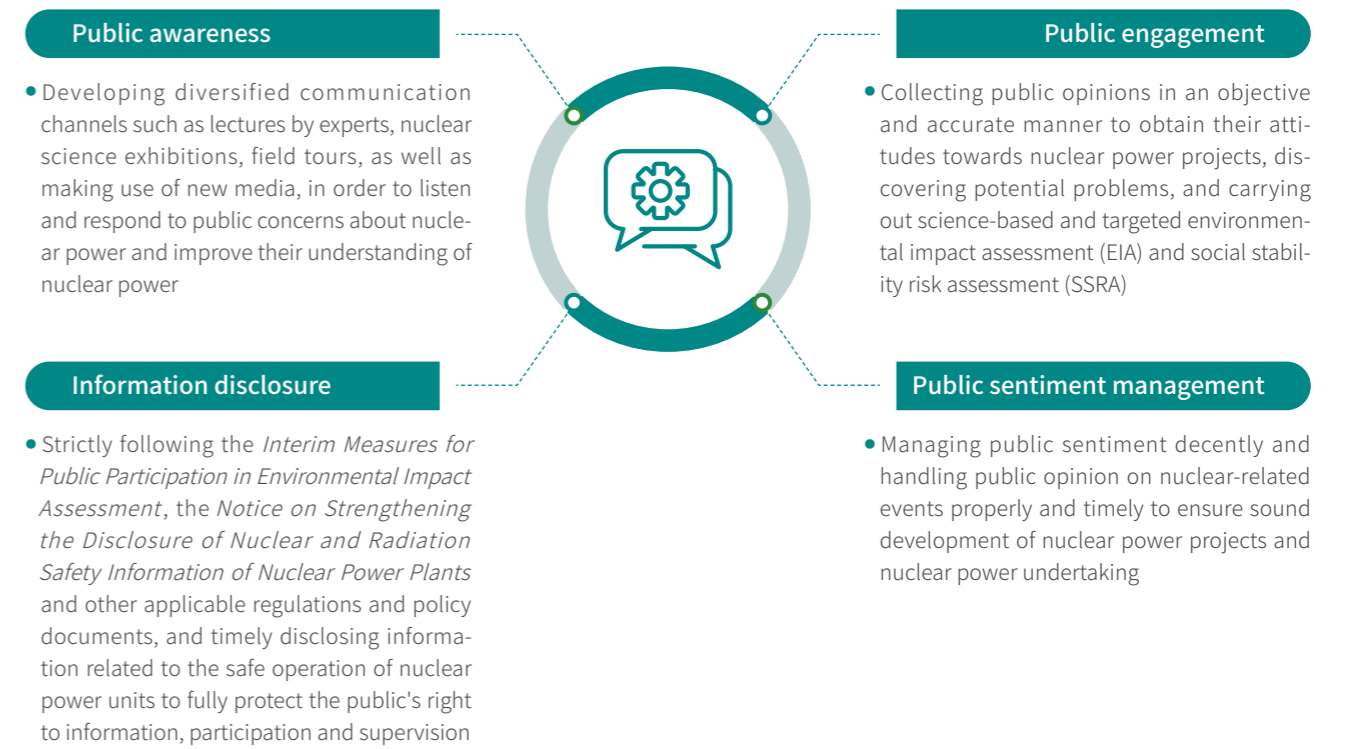 Public awareness
Developing diversified communication
channels such as lectures by experts, nuclear
science exhibitions, field tours, as well as
making use of new media, in order to listen
and respond to public concerns about nucle-
ar power and improve their understanding of
nuclear power
Public engagement
Collecting public opinions in an objective
and accurate manner to obtain their atti-
tudes towards nuclear power projects, dis-
covering potential problems, and carrying
out science-based and targeted environmen-
tal impact assessment (EIA) and social stabil-
ity risk assessment (SSRA)
Information disclosure
Strictly following the Interim Measures for
Public Participation in Environmental Impact
Assessment, the Notice on Strengthening
the Disclosure of Nuclear and Radiation
Safety Information of Nuclear Power Plants
and other applicable regulations and policy
documents, and timely disclosing informa-
tion related to the safe operation of nuclear
power units to fully protect the public's right
to information, participation and supervision
Public sentiment management
Managing public sentiment decently and
handling public opinion on nuclear-related
events properly and timely to ensure sound
development of nuclear power projects and
nuclear power undertaking